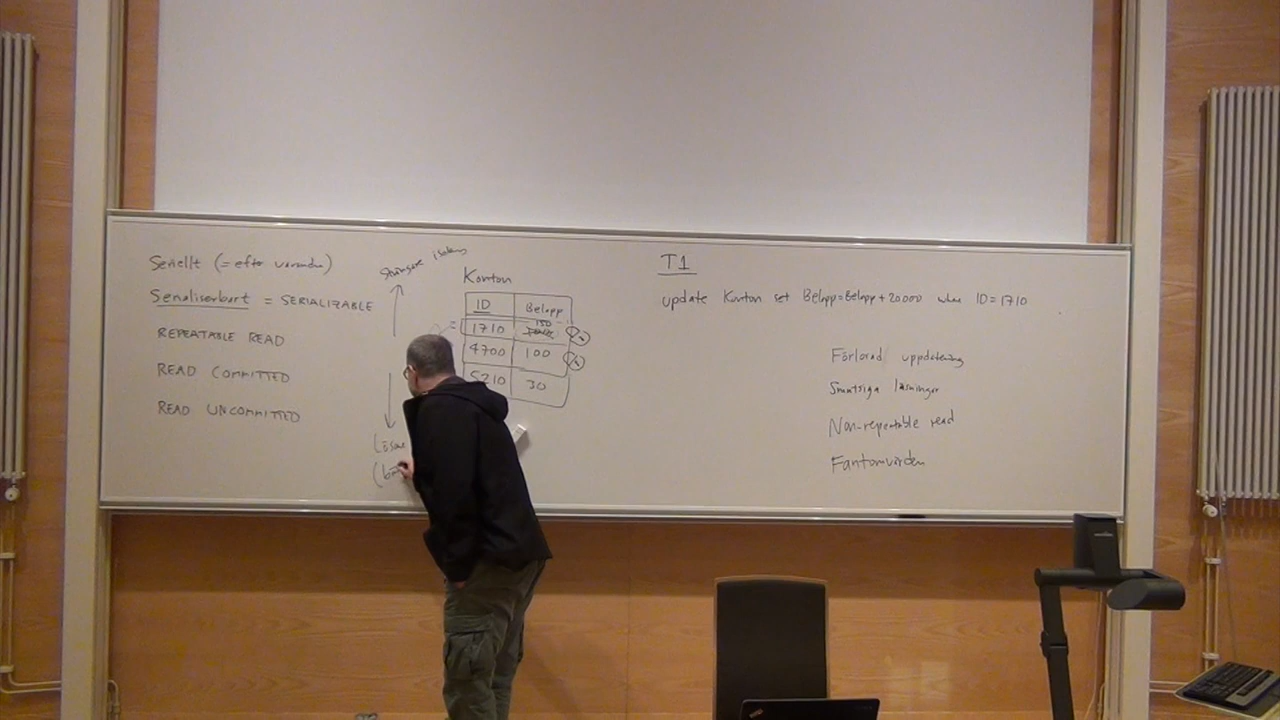 Seriellt (= efter varandra)
Serialiserbart = SERIALIZABLE
REPEATABLE READ
READ COMMITTED
READ UNCOMMITTED
Lösare
Konton
ID Belopp
1710 150
4700 100
5210 30
T1
update Konton set Belopp=Belopp+20000 where ID=1710
Förlorad uppdatering
Smutsiga läsningar
Non-repeatable read
Fantomvärden